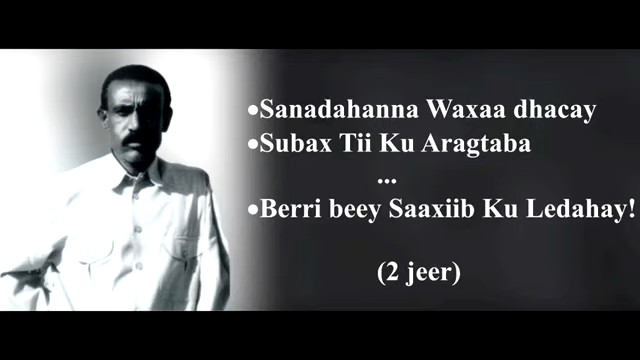 •Sanadahanna Waxaa dhacay
•Subax Tii Ku Aragtaba
...
•Berri beey Saaxiib Ku Ledahay!
(2 jeer)